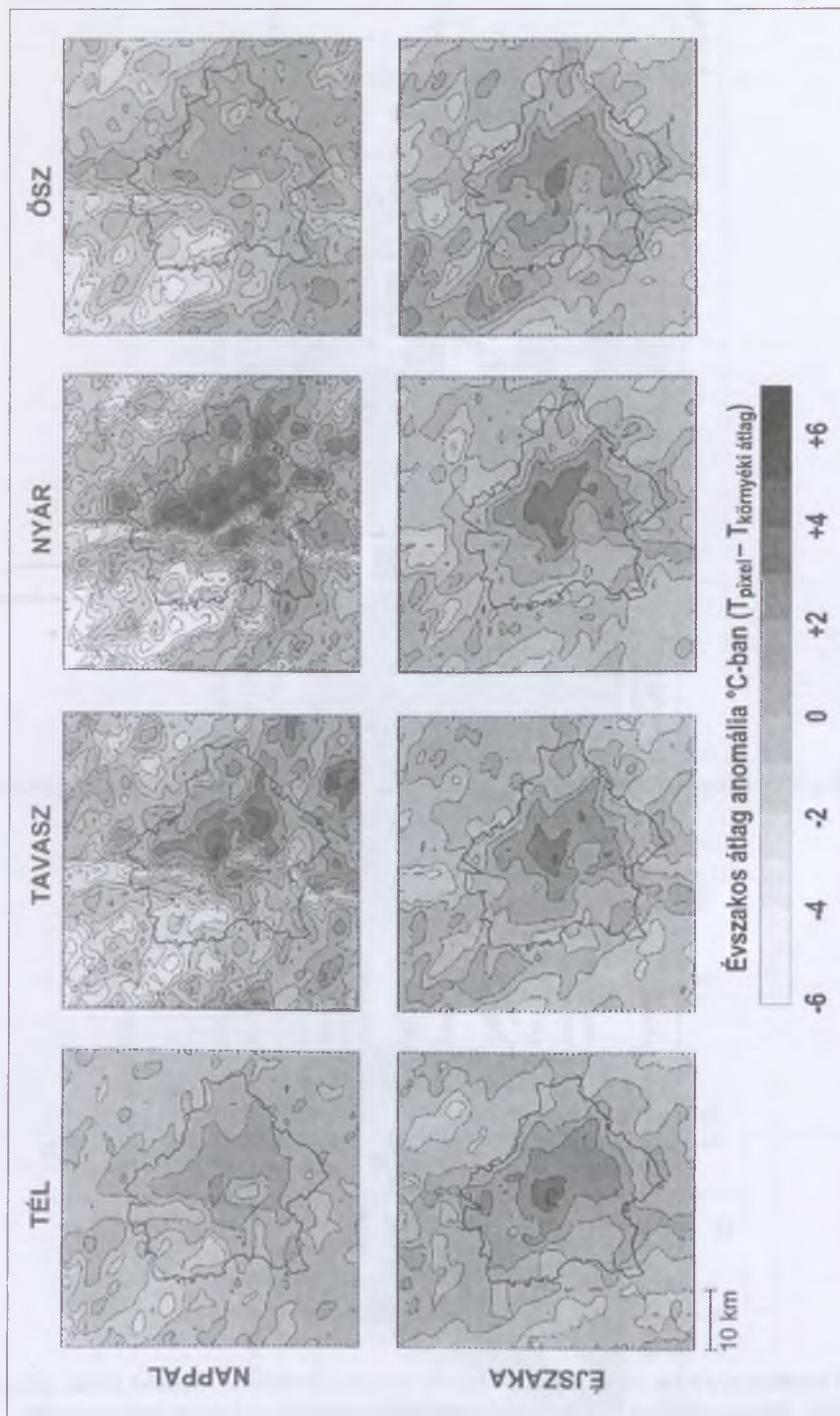 TÉL
TAVASZ
NYÁR
ŐSZ
NAPPAL
ÉJSZAKA
10 km
Évszakos átlag anomália °C-ban (Tpixel– Tkörnyéki átlag)
-6 -4 -2 0 +2 +4 +6